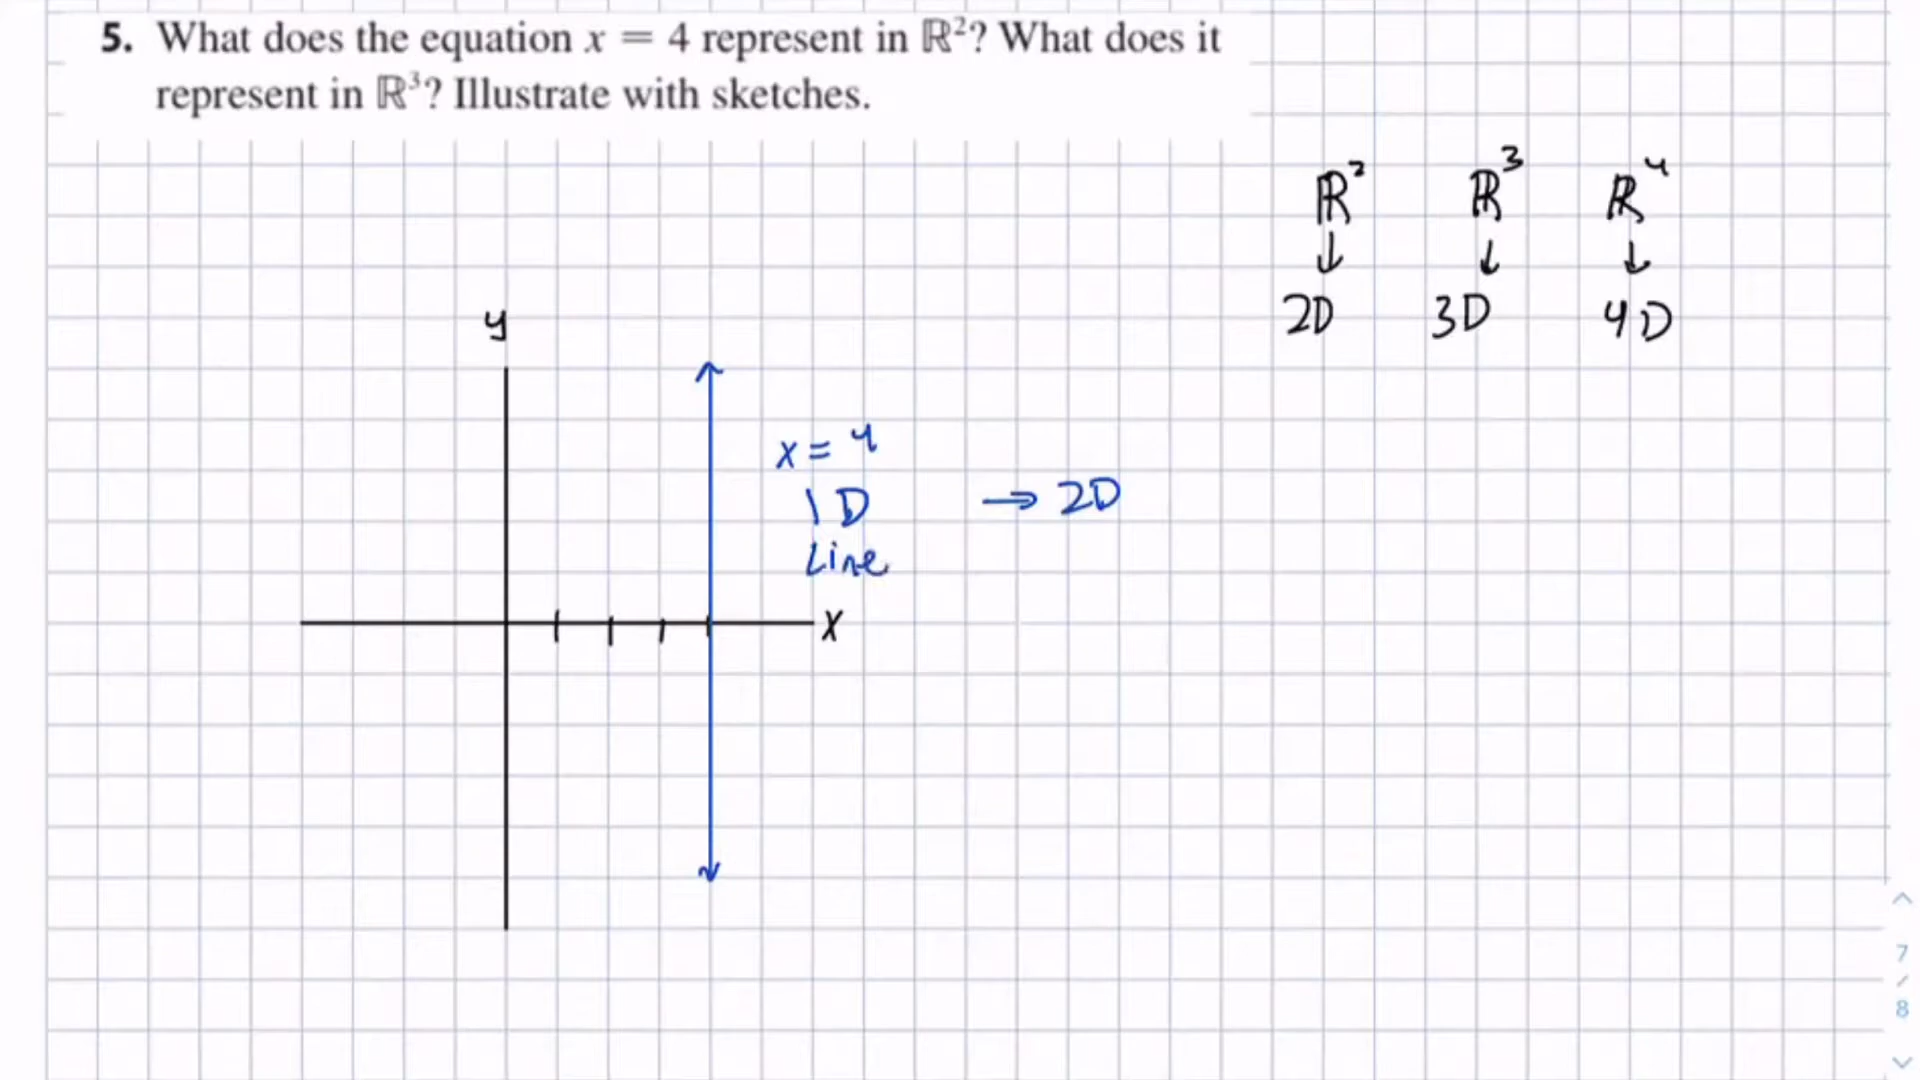 5. What does the equation x = 4 represent in ℝ²? What does it
represent in ℝ³? Illustrate with sketches.
ℝ² ℝ³ ℝ⁴
↓ ↓ ↓
2D 3D 4D
y
x = 4
1D → 2D
Line
x
7
/
8